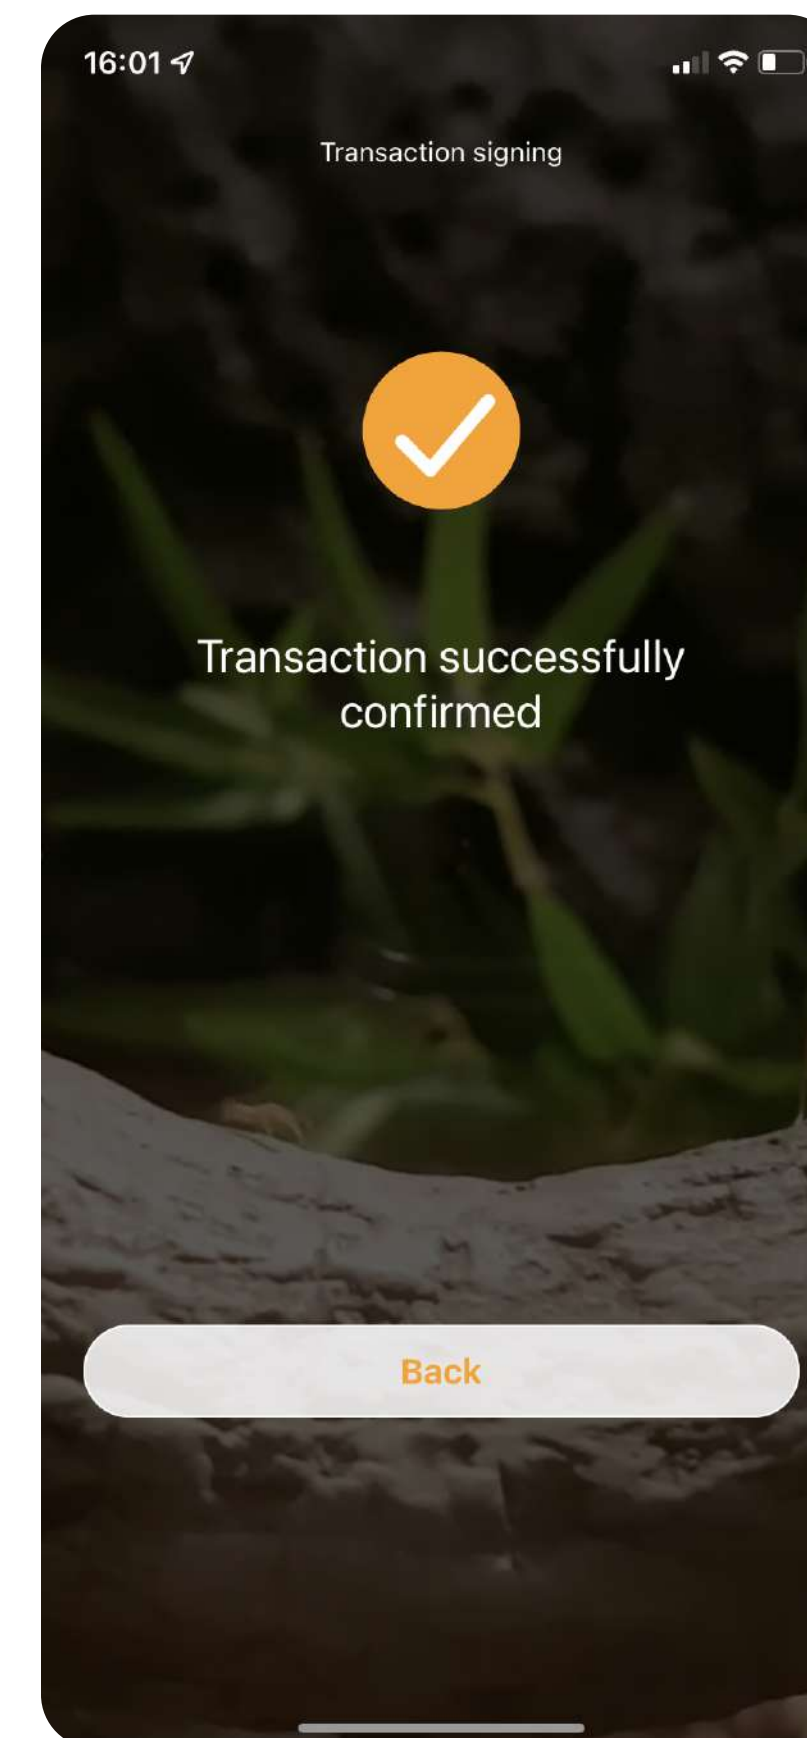 16:01
Transaction signing
Transaction successfully
confirmed
Back